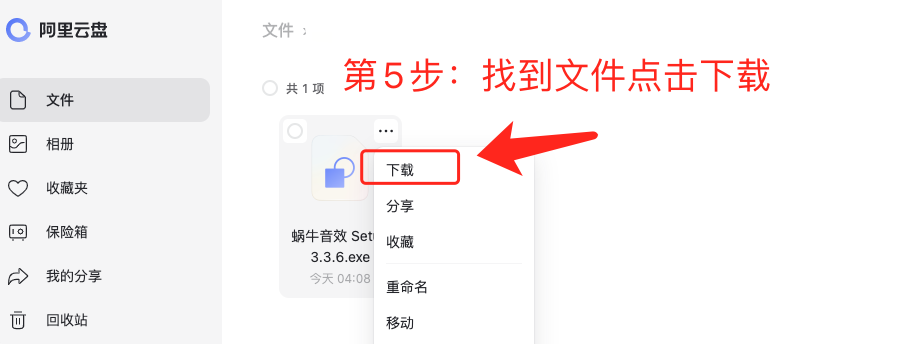 阿里云盘
文件
相册
收藏夹
保险箱
我的分享
回收站
文件
第5步：找到文件点击下载
共 1 项
蜗牛音效 Setu
3.3.6.exe
今天 04:08
下载
分享
收藏
重命名
移动